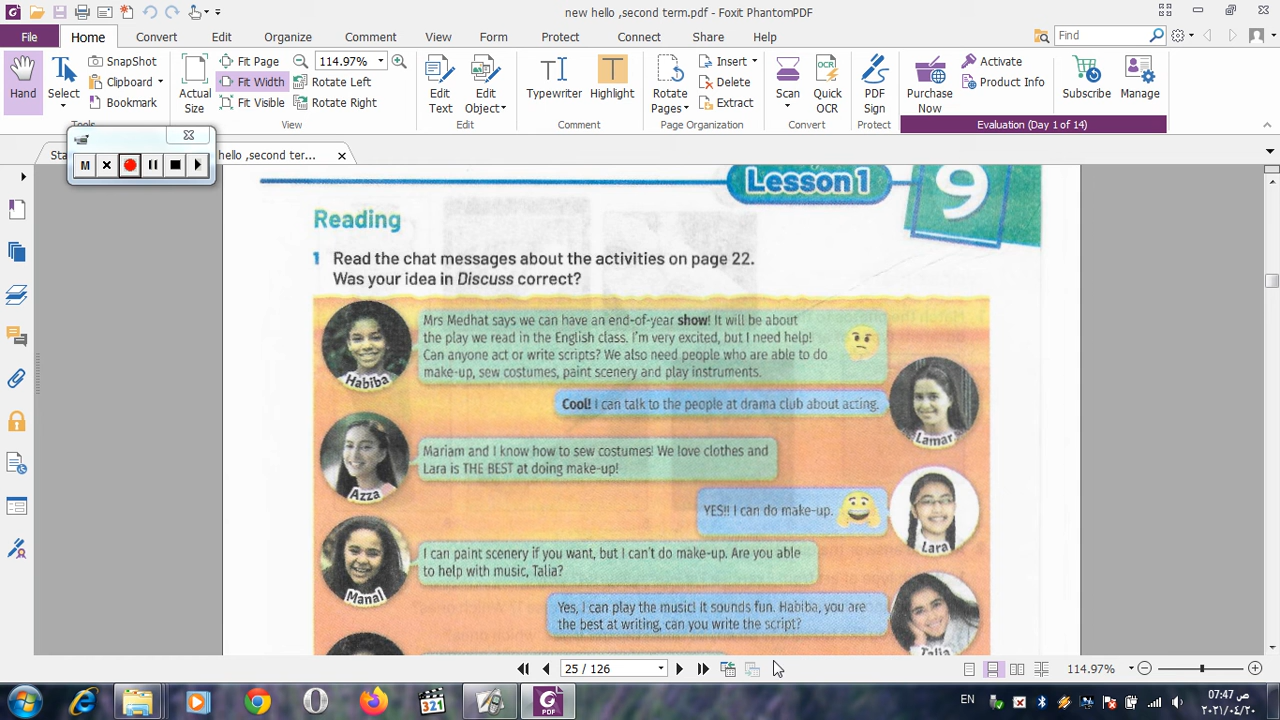 new hello ,second term.pdf - Foxit PhantomPDF
File
Home
Convert
Edit
Organize
Comment
View
Form
Protect
Connect
Share
Help
Find
Hand
Select
SnapShot
Clipboard
Bookmark
Tools
Actual
Size
Fit Page
Fit Width
Fit Visible
114.97%
Rotate Left
Rotate Right
View
Edit
Text
Edit
Object
Edit
Typewriter
Highlight
Comment
Rotate
Pages
Insert
Delete
Extract
Page Organization
Scan
Quick
OCR
Convert
PDF
Sign
Protect
Purchase
Now
Activate
Product Info
Subscribe
Manage
Evaluation (Day 1 of 14)
M
Sta
hello ,second ter...
Lesson 1
9
Reading
1 Read the chat messages about the activities on page 22.
Was your idea in Discuss correct?
Mrs Medhat says we can have an end-of-year show! It will be about
the play we read in the English class. I'm very excited, but I need help!
Can anyone act or write scripts? We also need people who are able to do
make-up, sew costumes, paint scenery and play instruments.
Habiba
Cool! I can talk to the people at drama club about acting.
Lamar
Mariam and I know how to sew costumes! We love clothes and
Lara is THE BEST at doing make-up!
Azza
YES!! I can do make-up.
Lara
I can paint scenery if you want, but I can't do make-up. Are you able
to help with music, Talia?
Manal
Yes, I can play the music! It sounds fun. Habiba, you are
the best at writing, can you write the script?
Talia
25 / 126
114.97%
321
PDF
EN
07:47 ص
٢٠٢١/٠٤/٢٠